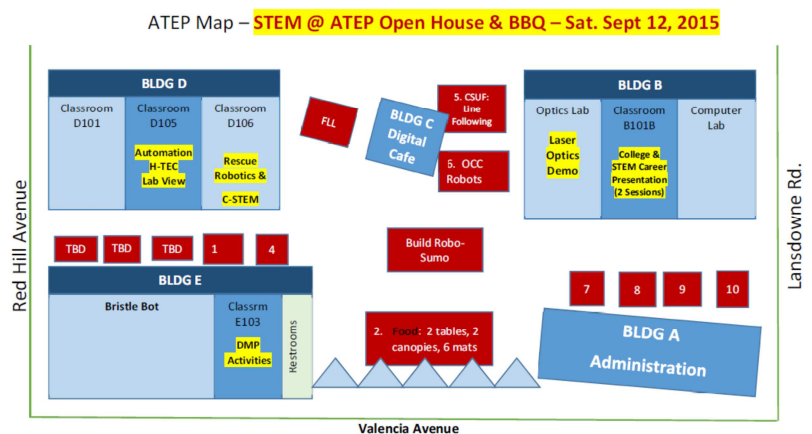 ATEP Map – STEM @ ATEP Open House & BBQ – Sat. Sept 12, 2015
BLDG D
Classroom
D101
Classroom
D105
Automation
H-TEC
Lab View
Classroom
D106
Rescue
Robotics &
C-STEM
FLL
BLDG C
Digital
Cafe
5. CSUF:
Line
Following
6. OCC
Robots
BLDG B
Optics Lab
Laser
Optics
Demo
Classroom
B101B
College &
STEM Career
Presentation
(2 Sessions)
Computer
Lab
Red Hill Avenue
Lansdowne Rd.
TBD
TBD
TBD
1
4
Build Robo-
Sumo
BLDG E
Bristle Bot
Classrm
E103
DMP
Activities
Restrooms
2. Food: 2 tables, 2
canopies, 6 mats
7
8
9
10
BLDG A
Administration
Valencia Avenue